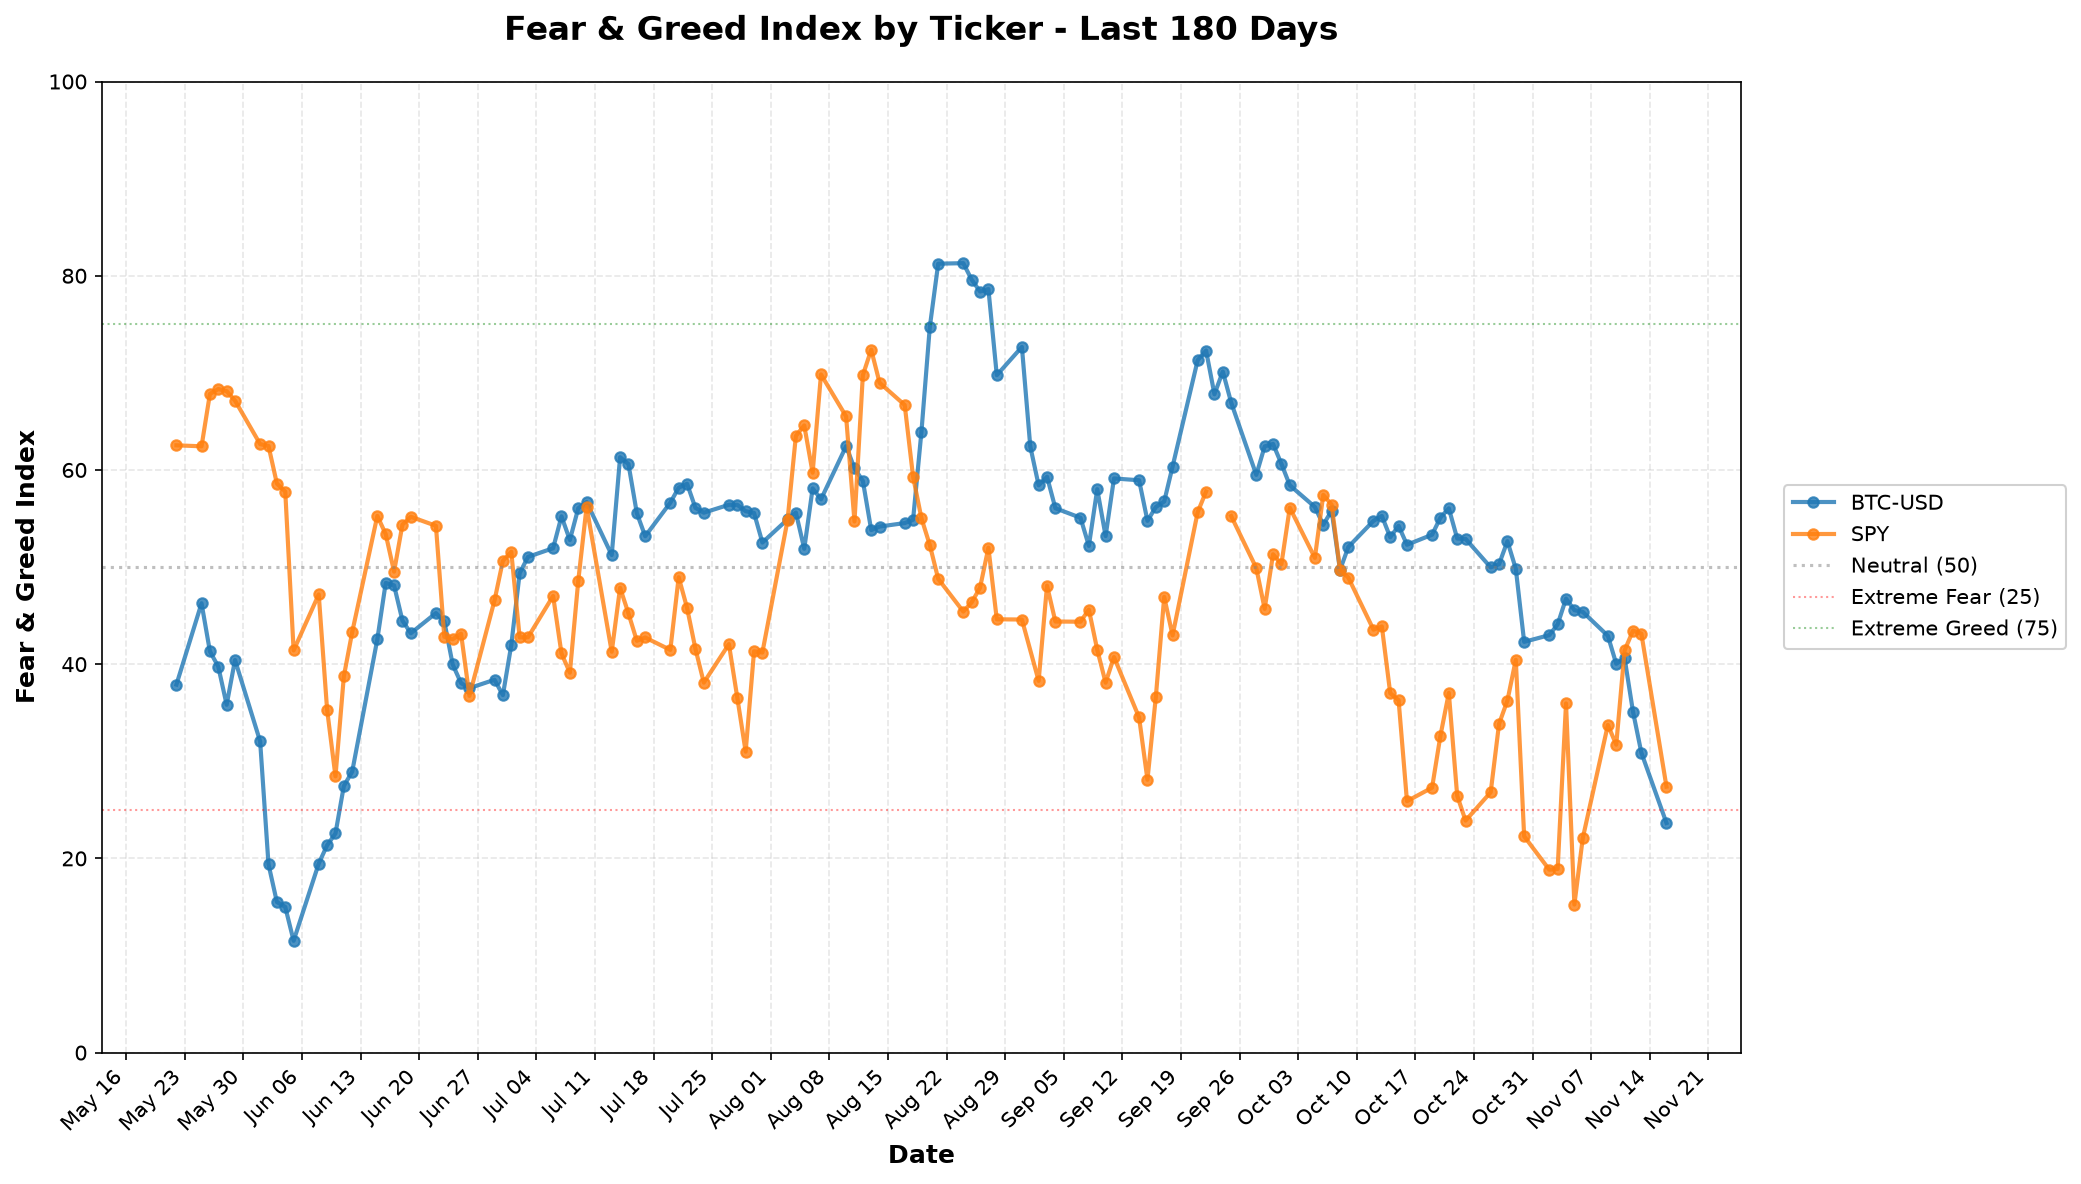 Fear & Greed Index by Ticker - Last 180 Days
Fear & Greed Index
100
80
60
40
20
0
May 16
May 23
May 30
Jun 06
Jun 13
Jun 20
Jun 27
Jul 04
Jul 11
Jul 18
Jul 25
Aug 01
Aug 08
Aug 15
Aug 22
Aug 29
Sep 05
Sep 12
Sep 19
Sep 26
Oct 03
Oct 10
Oct 17
Oct 24
Oct 31
Nov 07
Nov 14
Nov 21
Date
BTC-USD
SPY
Neutral (50)
Extreme Fear (25)
Extreme Greed (75)